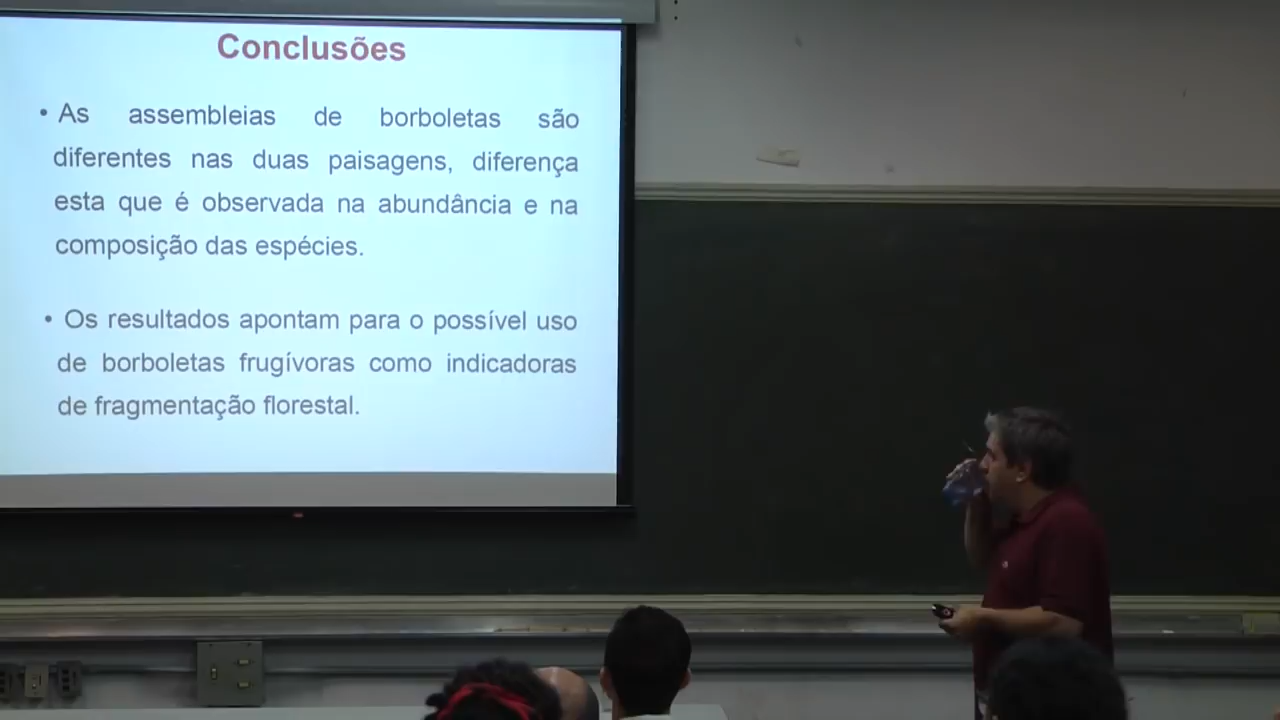 Conclusões
• As assembleias de borboletas são
diferentes nas duas paisagens, diferença
esta que é observada na abundância e na
composição das espécies.
• Os resultados apontam para o possível uso
de borboletas frugívoras como indicadoras
de fragmentação florestal.